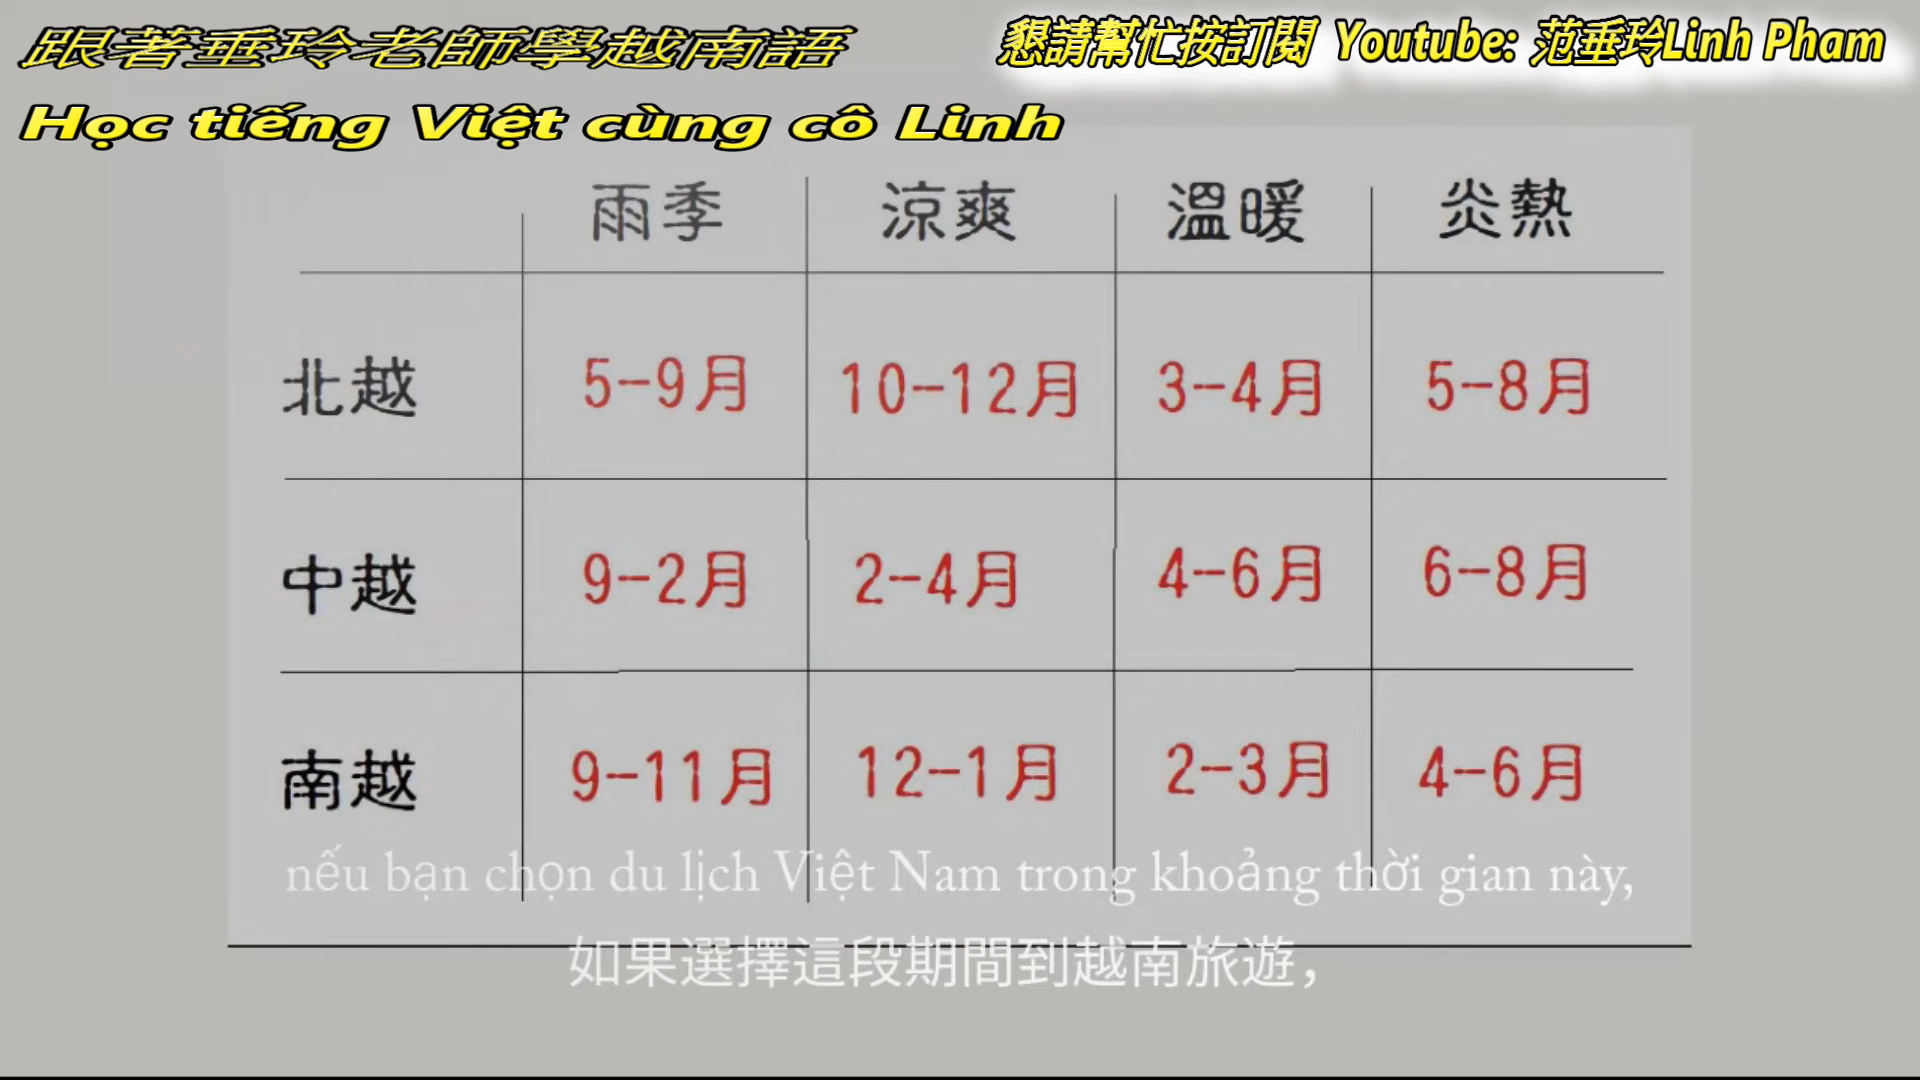 跟著垂玲老師學越南語
懇請幫忙按訂閱 Youtube: 范垂玲Linh Pham
Học tiếng Việt cùng cô Linh
雨季 涼爽 溫暖 炎熱
北越 5-9月 10-12月 3-4月 5-8月
中越 9-2月 2-4月 4-6月 6-8月
南越 9-11月 12-1月 2-3月 4-6月
nếu bạn chọn du lịch Việt Nam trong khoảng thời gian này,
如果選擇這段期間到越南旅遊，